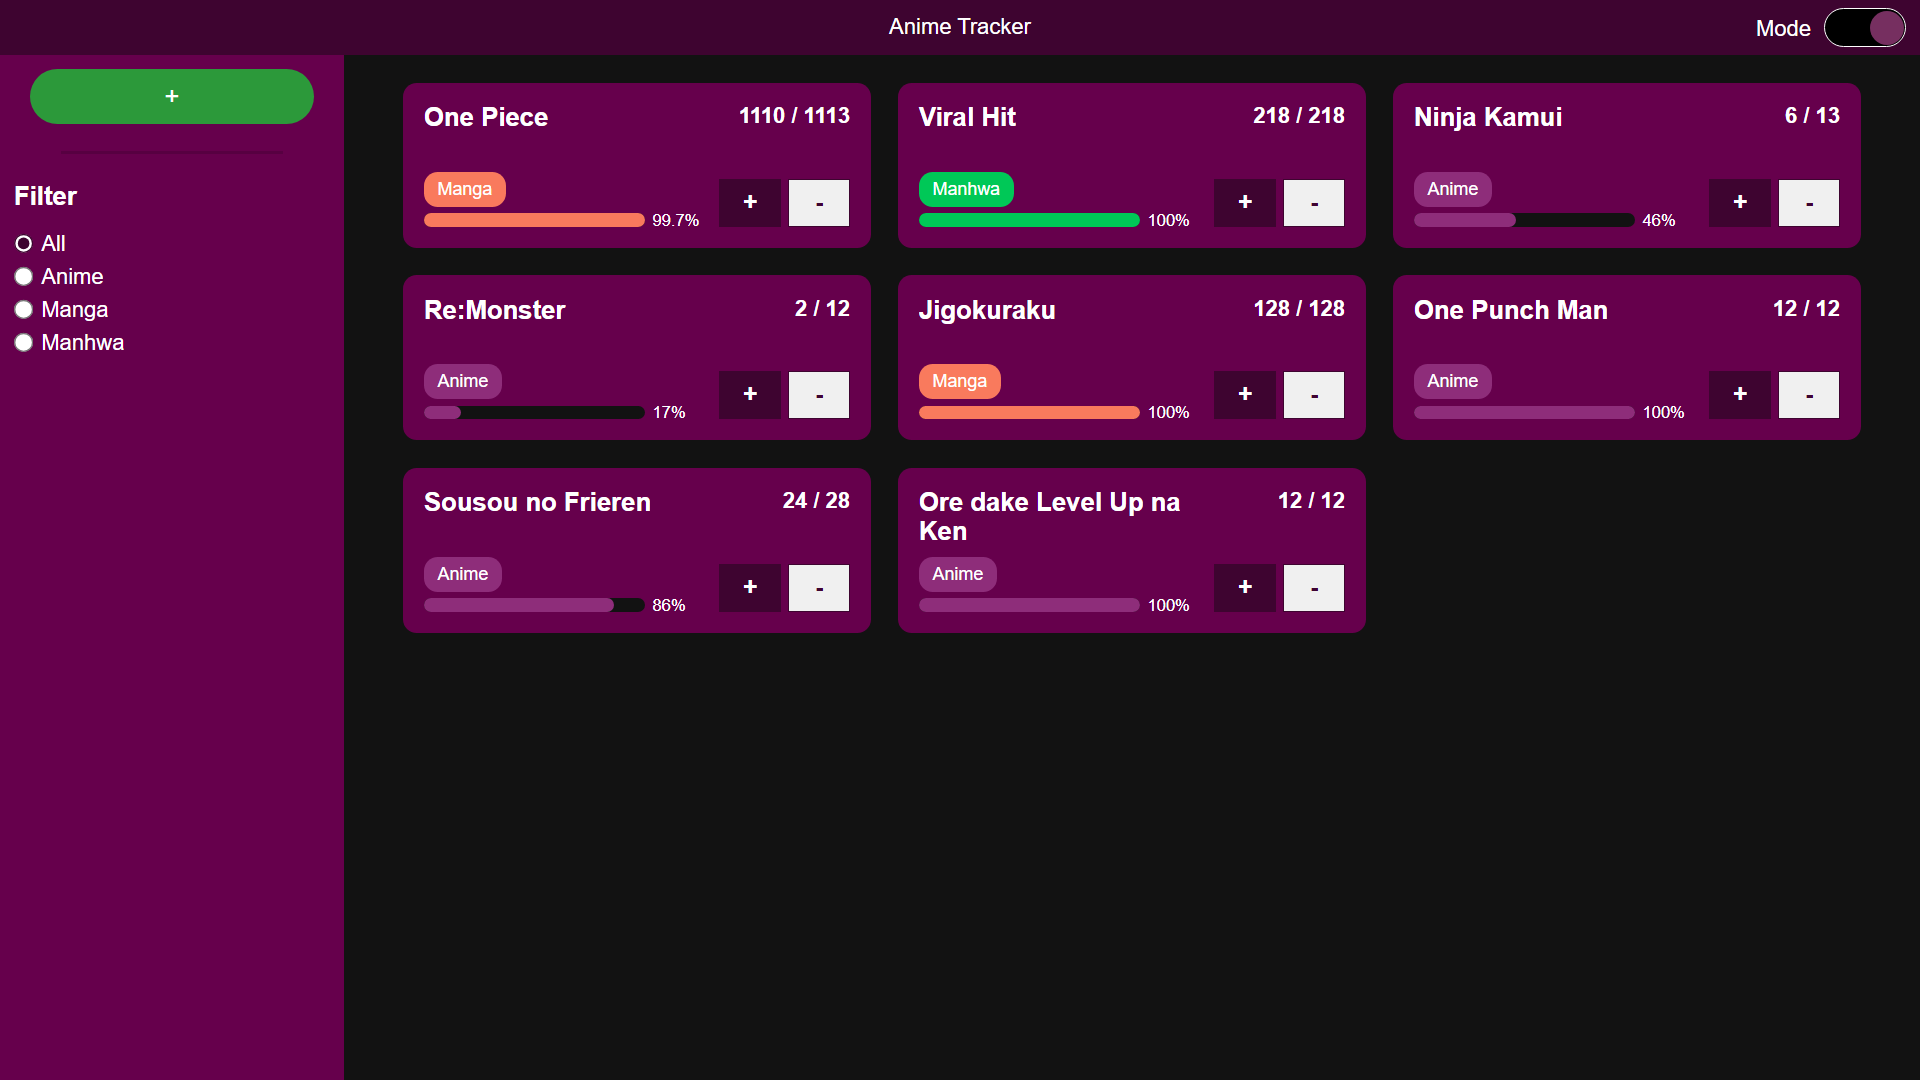 Anime Tracker
Mode
+
Filter
All
Anime
Manga
Manhwa
One Piece 1110 / 1113
Manga
99.7%
+ -
Viral Hit 218 / 218
Manhwa
100%
+ -
Ninja Kamui 6 / 13
Anime
46%
+ -
Re:Monster 2 / 12
Anime
17%
+ -
Jigokuraku 128 / 128
Manga
100%
+ -
One Punch Man 12 / 12
Anime
100%
+ -
Sousou no Frieren 24 / 28
Anime
86%
+ -
Ore dake Level Up na 12 / 12
Ken
Anime
100%
+ -